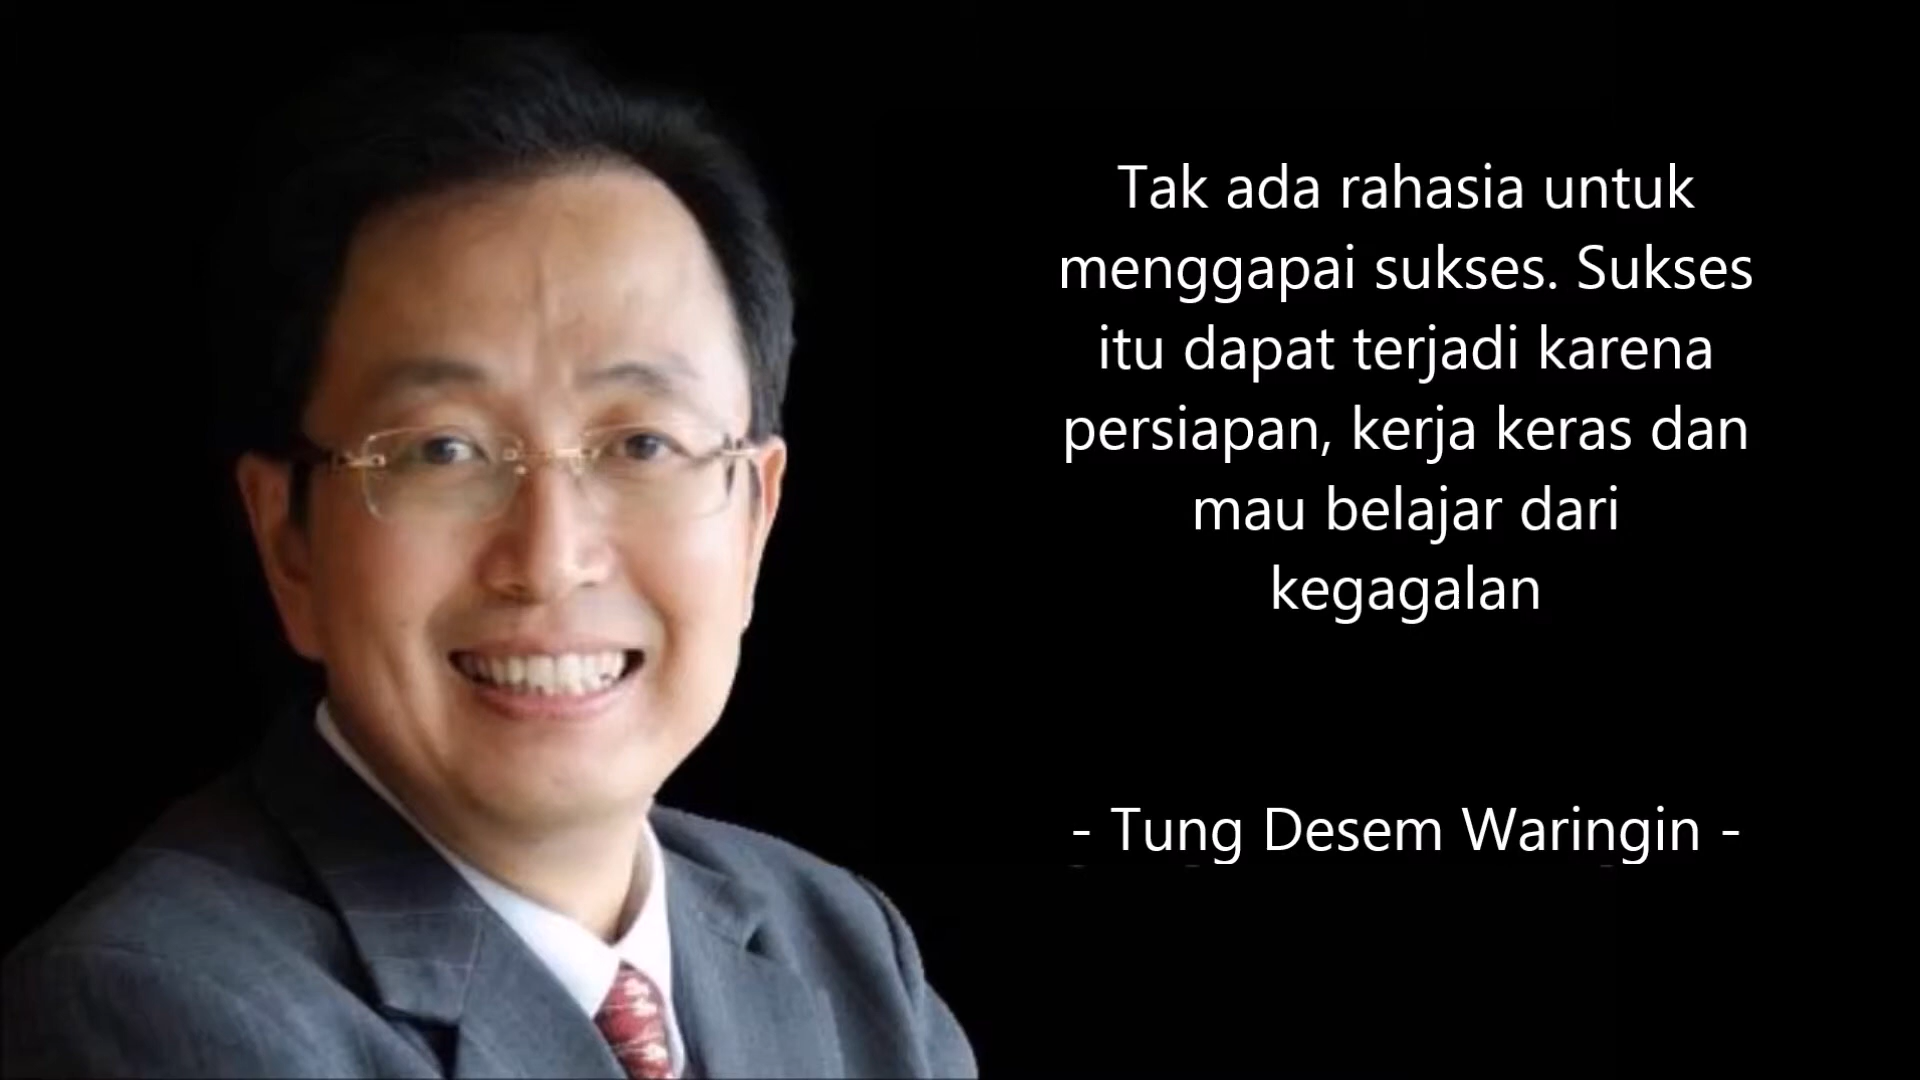 Tak ada rahasia untuk
menggapai sukses. Sukses
itu dapat terjadi karena
persiapan, kerja keras dan
mau belajar dari
kegagalan
- Tung Desem Waringin -